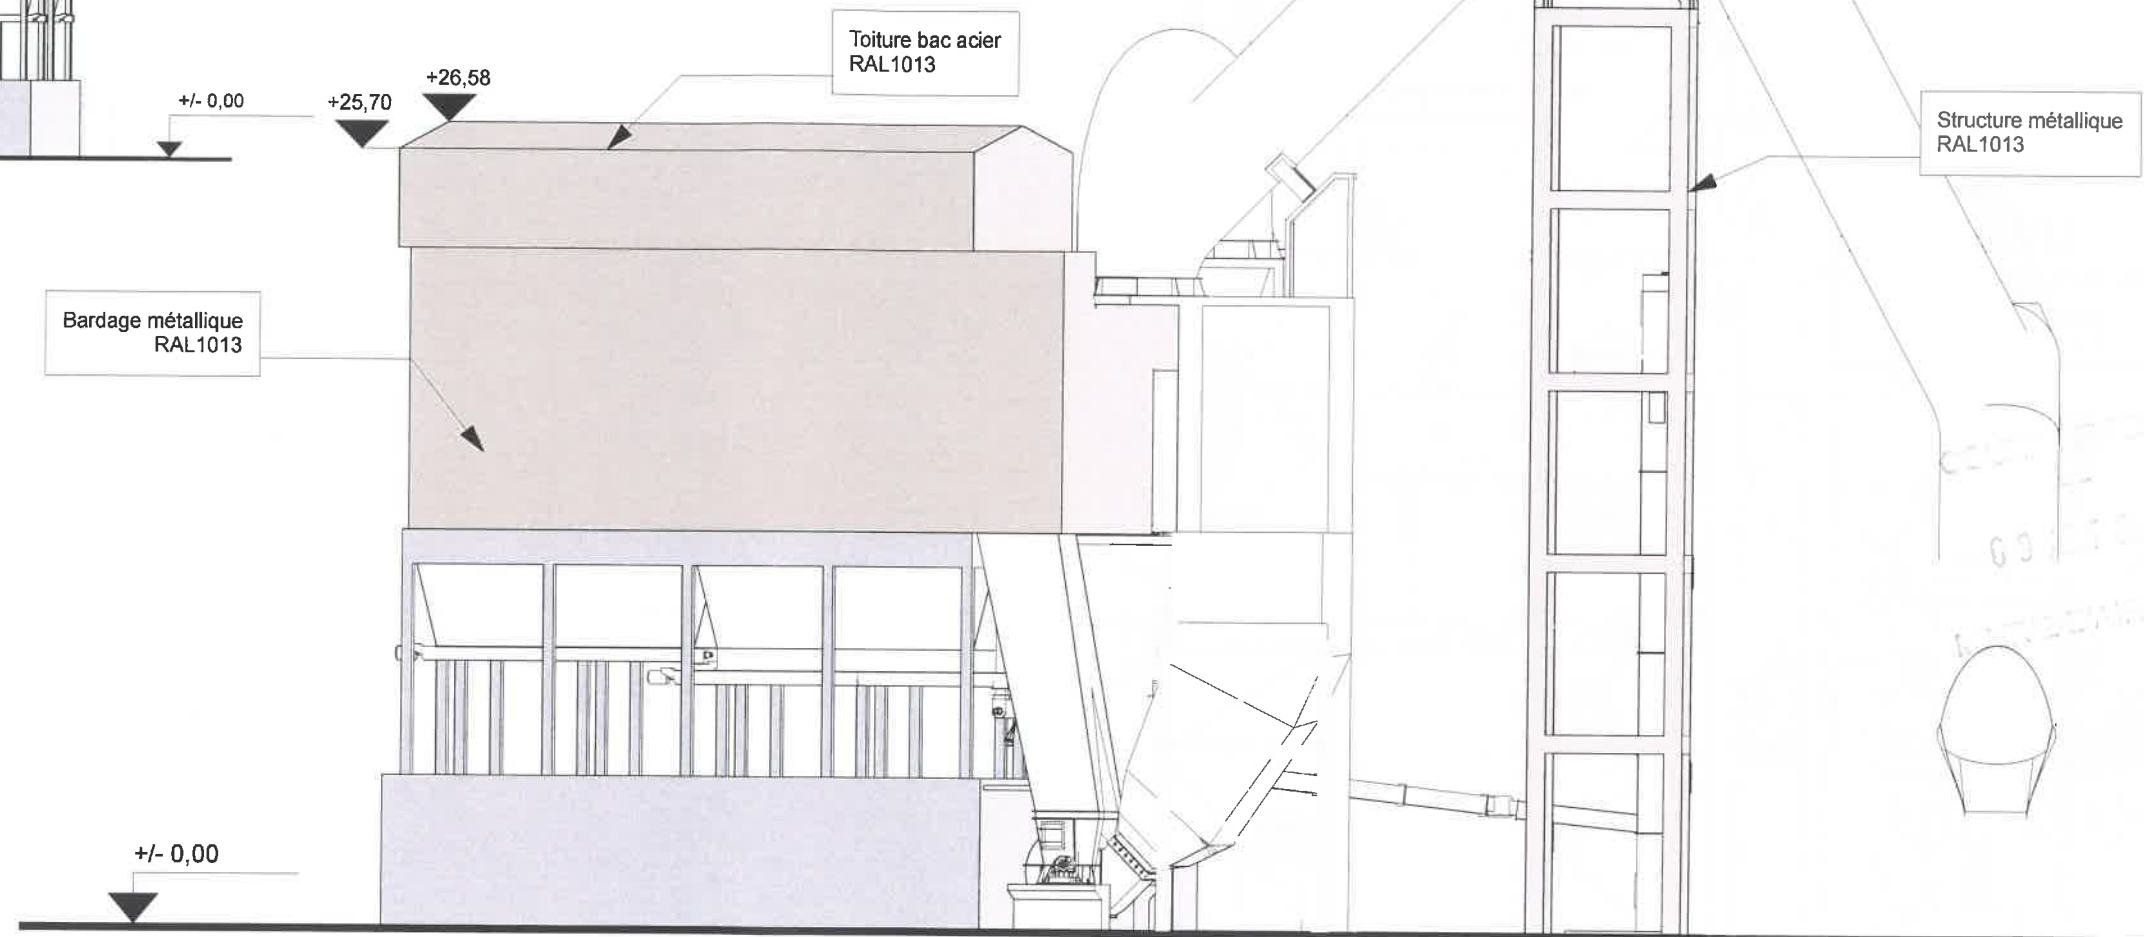 Toiture bac acier
RAL1013
+26,58
+/- 0,00
+25,70
Structure métallique
RAL1013
Bardage métallique
RAL1013
+/- 0,00